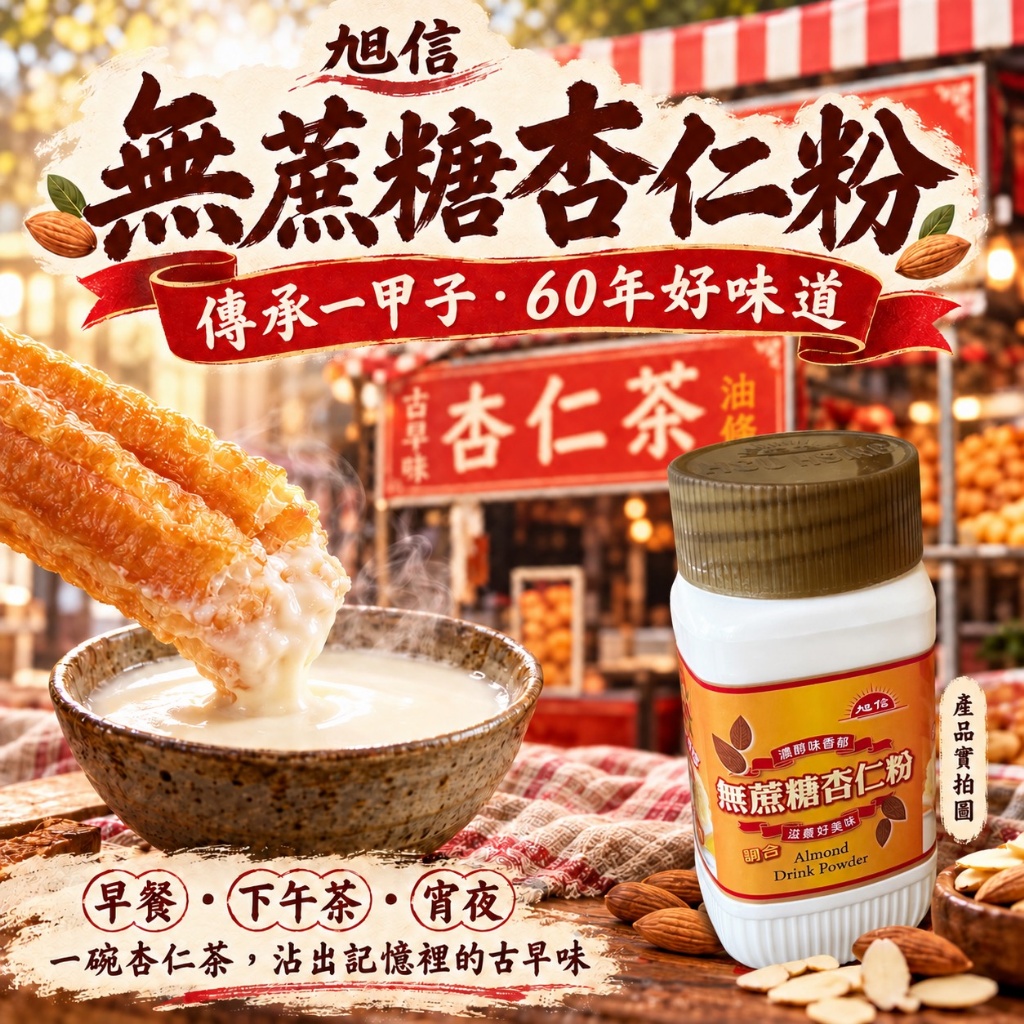 旭信
無蔗糖杏仁粉
傳承一甲子·60年好味道
古早味
杏仁茶
油條
旭信
濃醇味香郁
無蔗糖杏仁粉
滋養好美味
調合
Almond
Drink Powder
產品實拍圖
早餐·下午茶·宵夜
一碗杏仁茶，沾出記憶裡的古早味